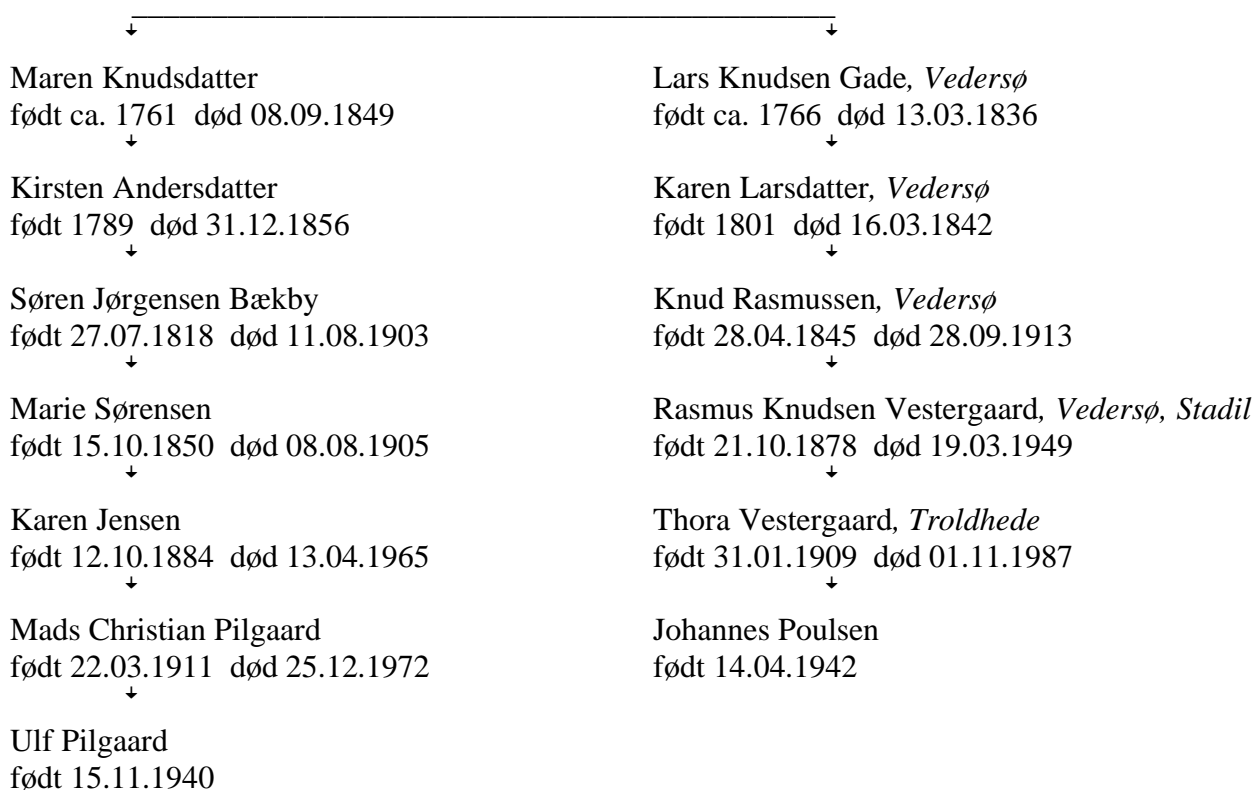 Maren Knudsdatter
født ca. 1761 død 08.09.1849
Kirsten Andersdatter
født 1789 død 31.12.1856
Søren Jørgensen Bækby
født 27.07.1818 død 11.08.1903
Marie Sørensen
født 15.10.1850 død 08.08.1905
Karen Jensen
født 12.10.1884 død 13.04.1965
Mads Christian Pilgaard
født 22.03.1911 død 25.12.1972
Ulf Pilgaard
født 15.11.1940
Lars Knudsen Gade, Vedersø
født ca. 1766 død 13.03.1836
Karen Larsdatter, Vedersø
født 1801 død 16.03.1842
Knud Rasmussen, Vedersø
født 28.04.1845 død 28.09.1913
Rasmus Knudsen Vestergaard, Vedersø, Stadil
født 21.10.1878 død 19.03.1949
Thora Vestergaard, Troldhede
født 31.01.1909 død 01.11.1987
Johannes Poulsen
født 14.04.1942